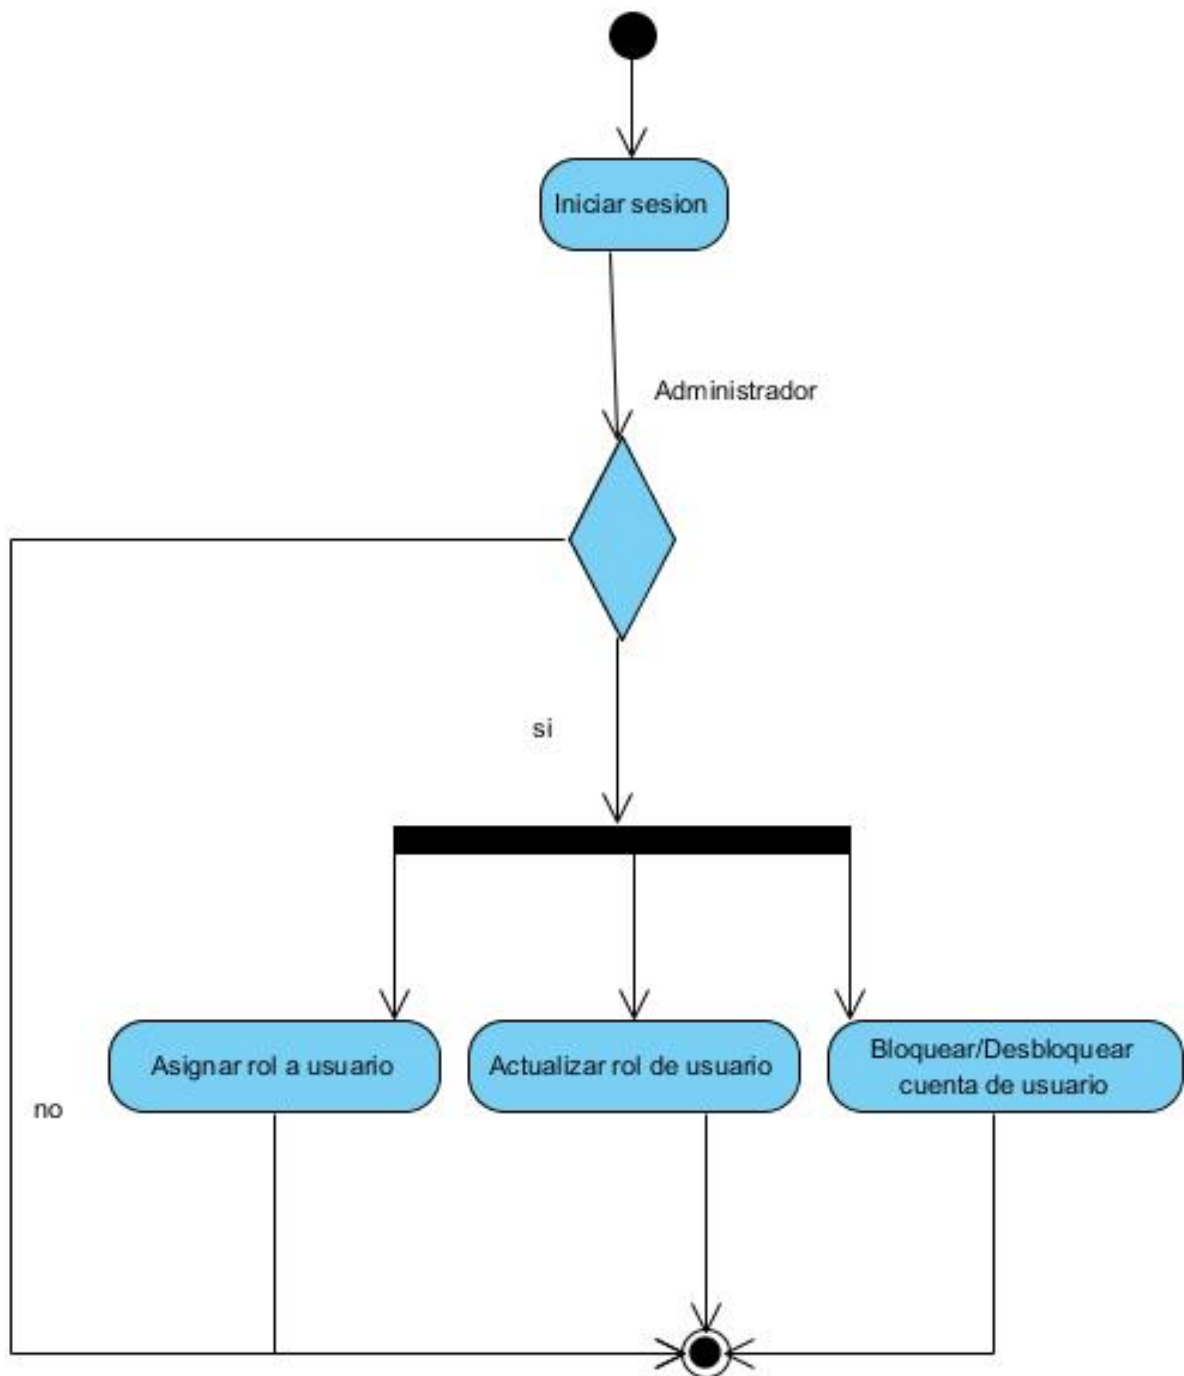 Iniciar sesion
Administrador
si
Asignar rol a usuario
Actualizar rol de usuario
Bloquear/Desbloquear
cuenta de usuario
no